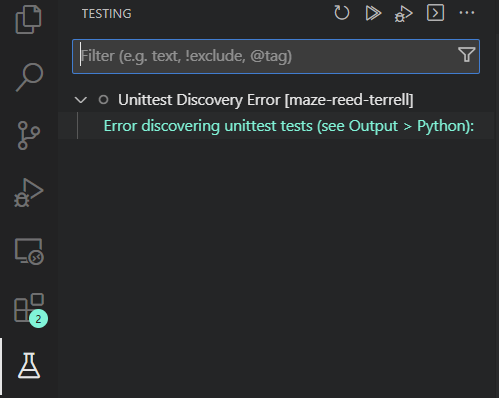 TESTING
Filter (e.g. text, !exclude, @tag)
Unittest Discovery Error [maze-reed-terrell]
Error discovering unittest tests (see Output > Python):
2